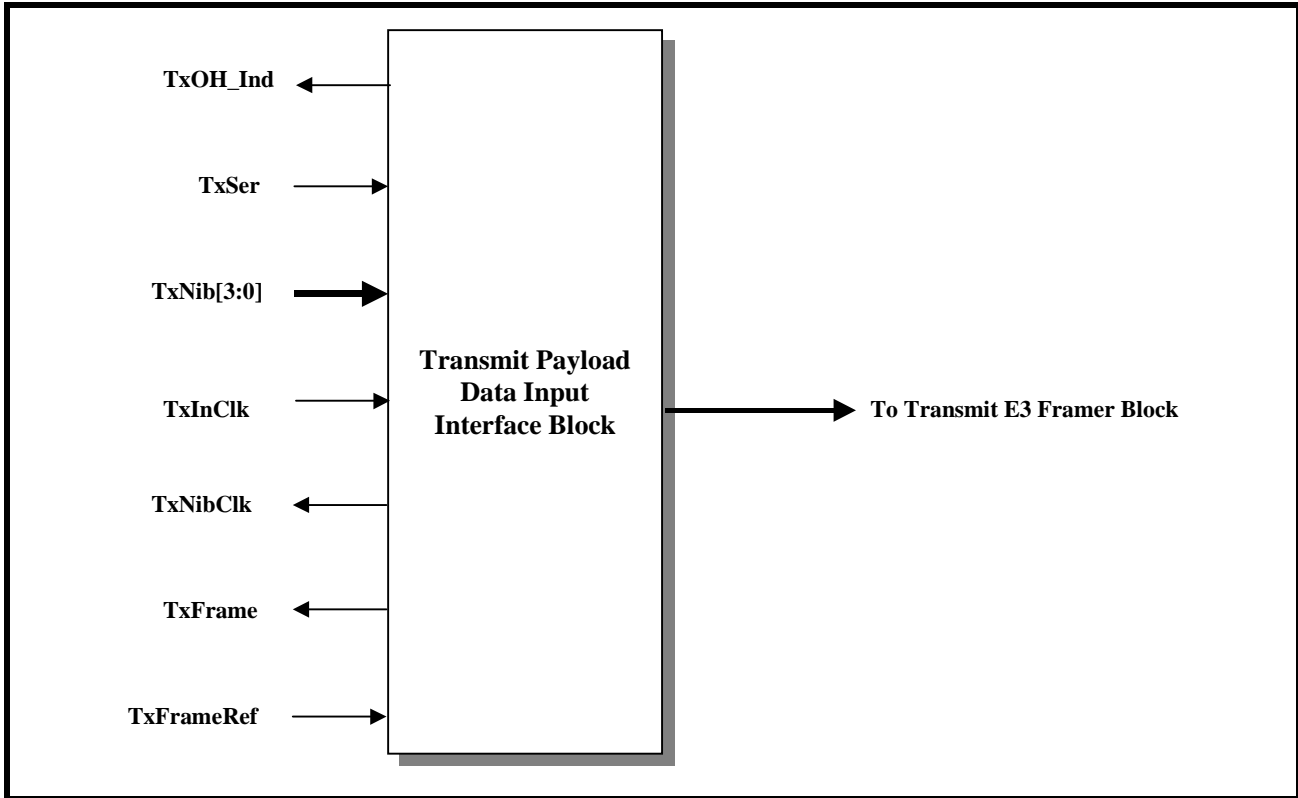 TxOH_Ind
TxSer
TxNib[3:0]
TxInClk
TxNibClk
TxFrame
TxFrameRef
Transmit Payload
Data Input
Interface Block
To Transmit E3 Framer Block